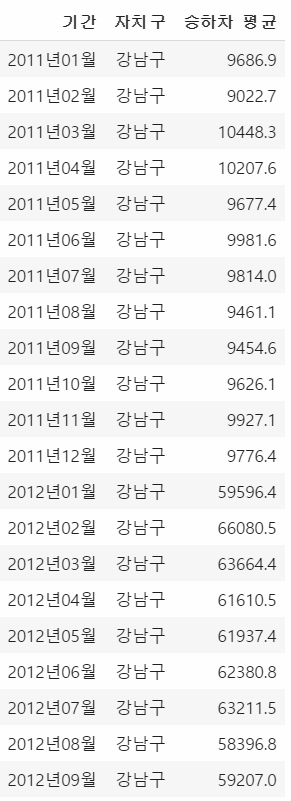 기간 자치구 승하차 평균
2011년01월 강남구 9686.9
2011년02월 강남구 9022.7
2011년03월 강남구 10448.3
2011년04월 강남구 10207.6
2011년05월 강남구 9677.4
2011년06월 강남구 9981.6
2011년07월 강남구 9814.0
2011년08월 강남구 9461.1
2011년09월 강남구 9454.6
2011년10월 강남구 9626.1
2011년11월 강남구 9927.1
2011년12월 강남구 9776.4
2012년01월 강남구 59596.4
2012년02월 강남구 66080.5
2012년03월 강남구 63664.4
2012년04월 강남구 61610.5
2012년05월 강남구 61937.4
2012년06월 강남구 62380.8
2012년07월 강남구 63211.5
2012년08월 강남구 58396.8
2012년09월 강남구 59207.0